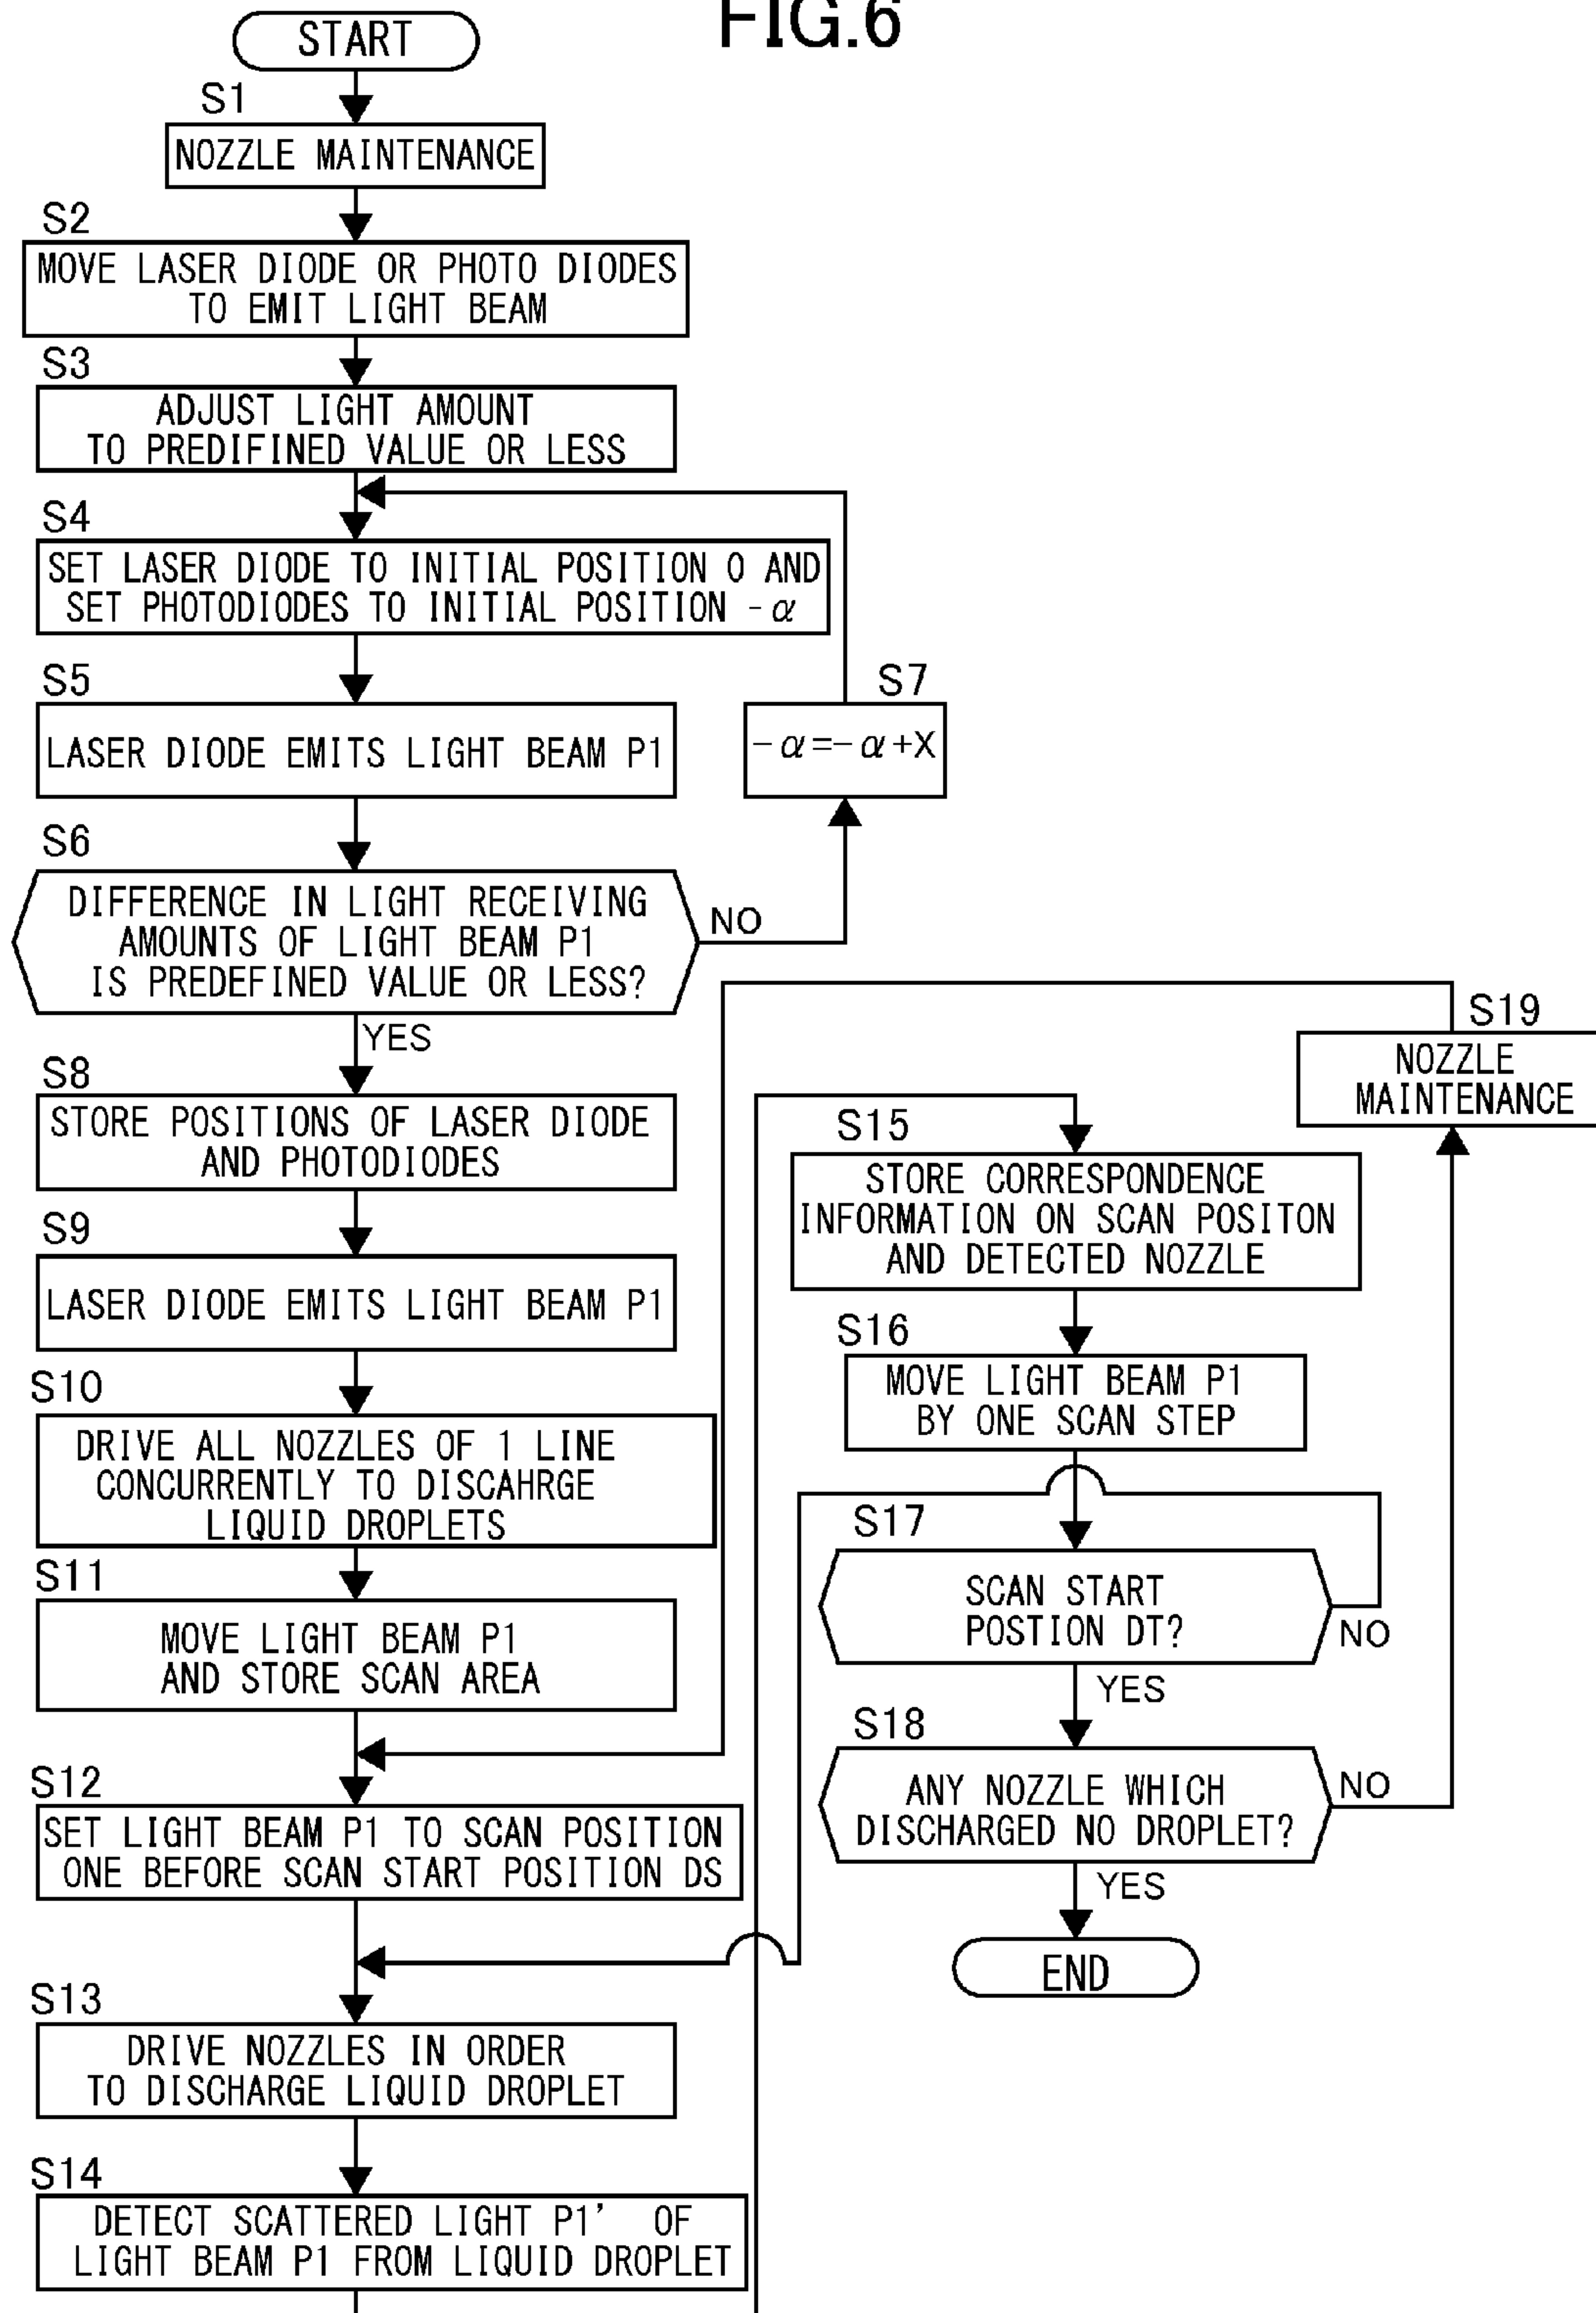 FIG.6
START
S1
NOZZLE MAINTENANCE
S2
MOVE LASER DIODE OR PHOTO DIODES
TO EMIT LIGHT BEAM
S3
ADJUST LIGHT AMOUNT
TO PREDIFINED VALUE OR LESS
S4
SET LASER DIODE TO INITIAL POSITION 0 AND
SET PHOTODIODES TO INITIAL POSITION -α
S5
LASER DIODE EMITS LIGHT BEAM P1
S7
-α=-α+X
S6
DIFFERENCE IN LIGHT RECEIVING
AMOUNTS OF LIGHT BEAM P1
IS PREDEFINED VALUE OR LESS?
NO
YES
S8
STORE POSITIONS OF LASER DIODE
AND PHOTODIODES
S9
LASER DIODE EMITS LIGHT BEAM P1
S10
DRIVE ALL NOZZLES OF 1 LINE
CONCURRENTLY TO DISCAHRGE
LIQUID DROPLETS
S11
MOVE LIGHT BEAM P1
AND STORE SCAN AREA
S12
SET LIGHT BEAM P1 TO SCAN POSITION
ONE BEFORE SCAN START POSITION DS
S13
DRIVE NOZZLES IN ORDER
TO DISCHARGE LIQUID DROPLET
S14
DETECT SCATTERED LIGHT P1' OF
LIGHT BEAM P1 FROM LIQUID DROPLET
S15
STORE CORRESPONDENCE
INFORMATION ON SCAN POSITON
AND DETECTED NOZZLE
S16
MOVE LIGHT BEAM P1
BY ONE SCAN STEP
S17
SCAN START
POSTION DT?
NO
YES
S18
ANY NOZZLE WHICH
DISCHARGED NO DROPLET?
NO
YES
END
S19
NOZZLE
MAINTENANCE